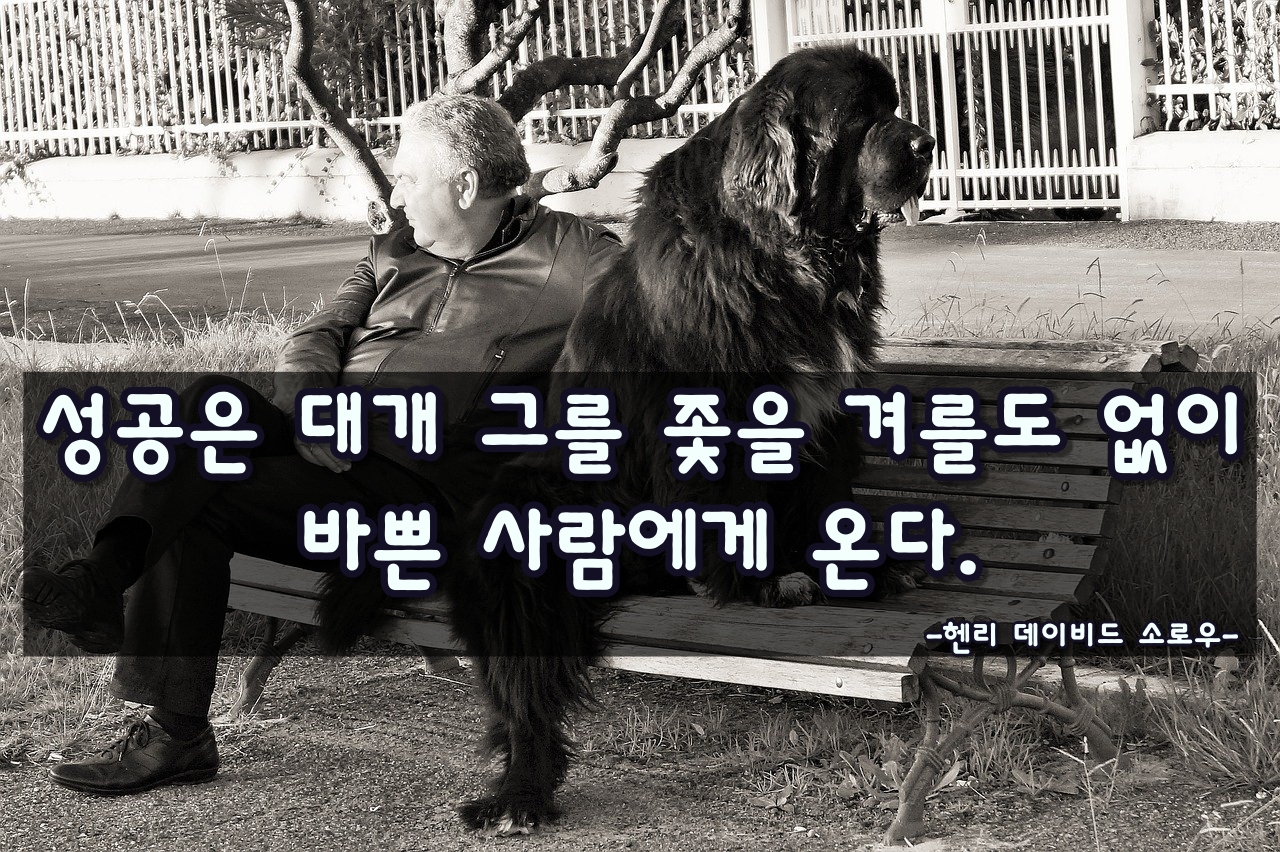 성공은 대개 그를 좇을 겨를도 없이
바쁜 사람에게 온다.
-헨리 데이비드 소로우-